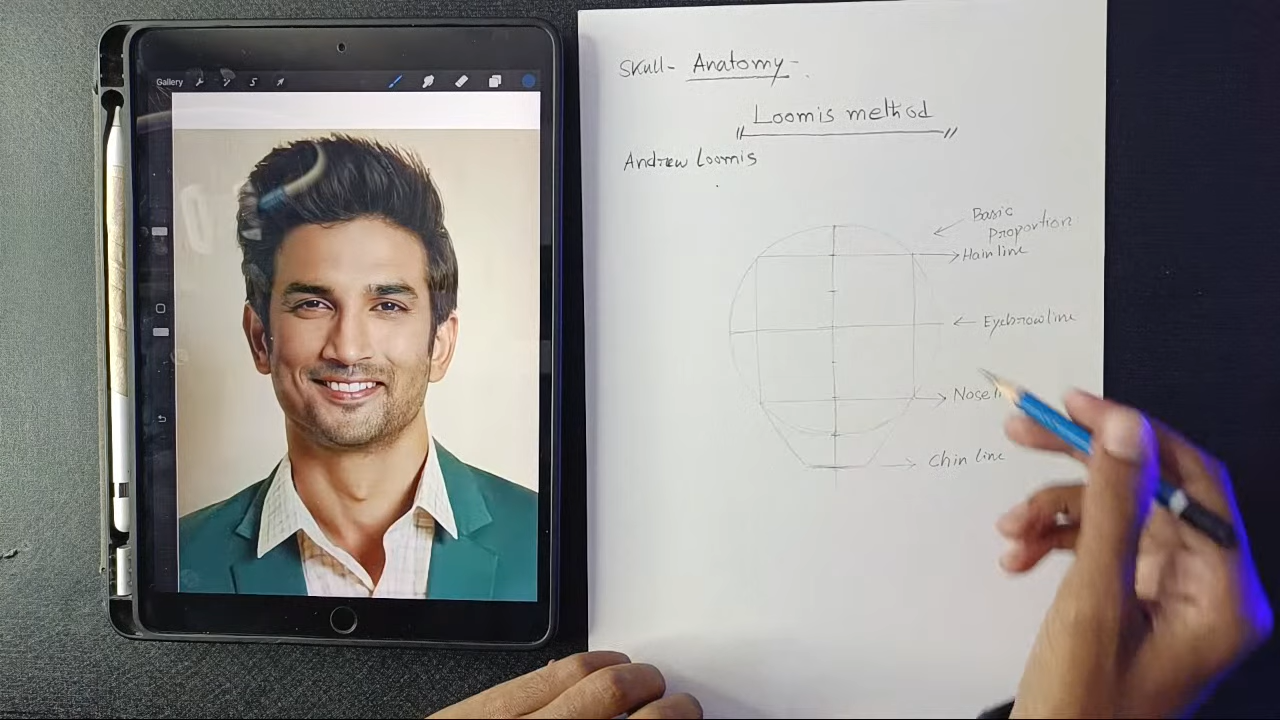 Gallery
Skull- Anatomy-
Loomis method
Andrew Loomis
Basic
Proportion
Hairline
Eyebrowline
Chin line